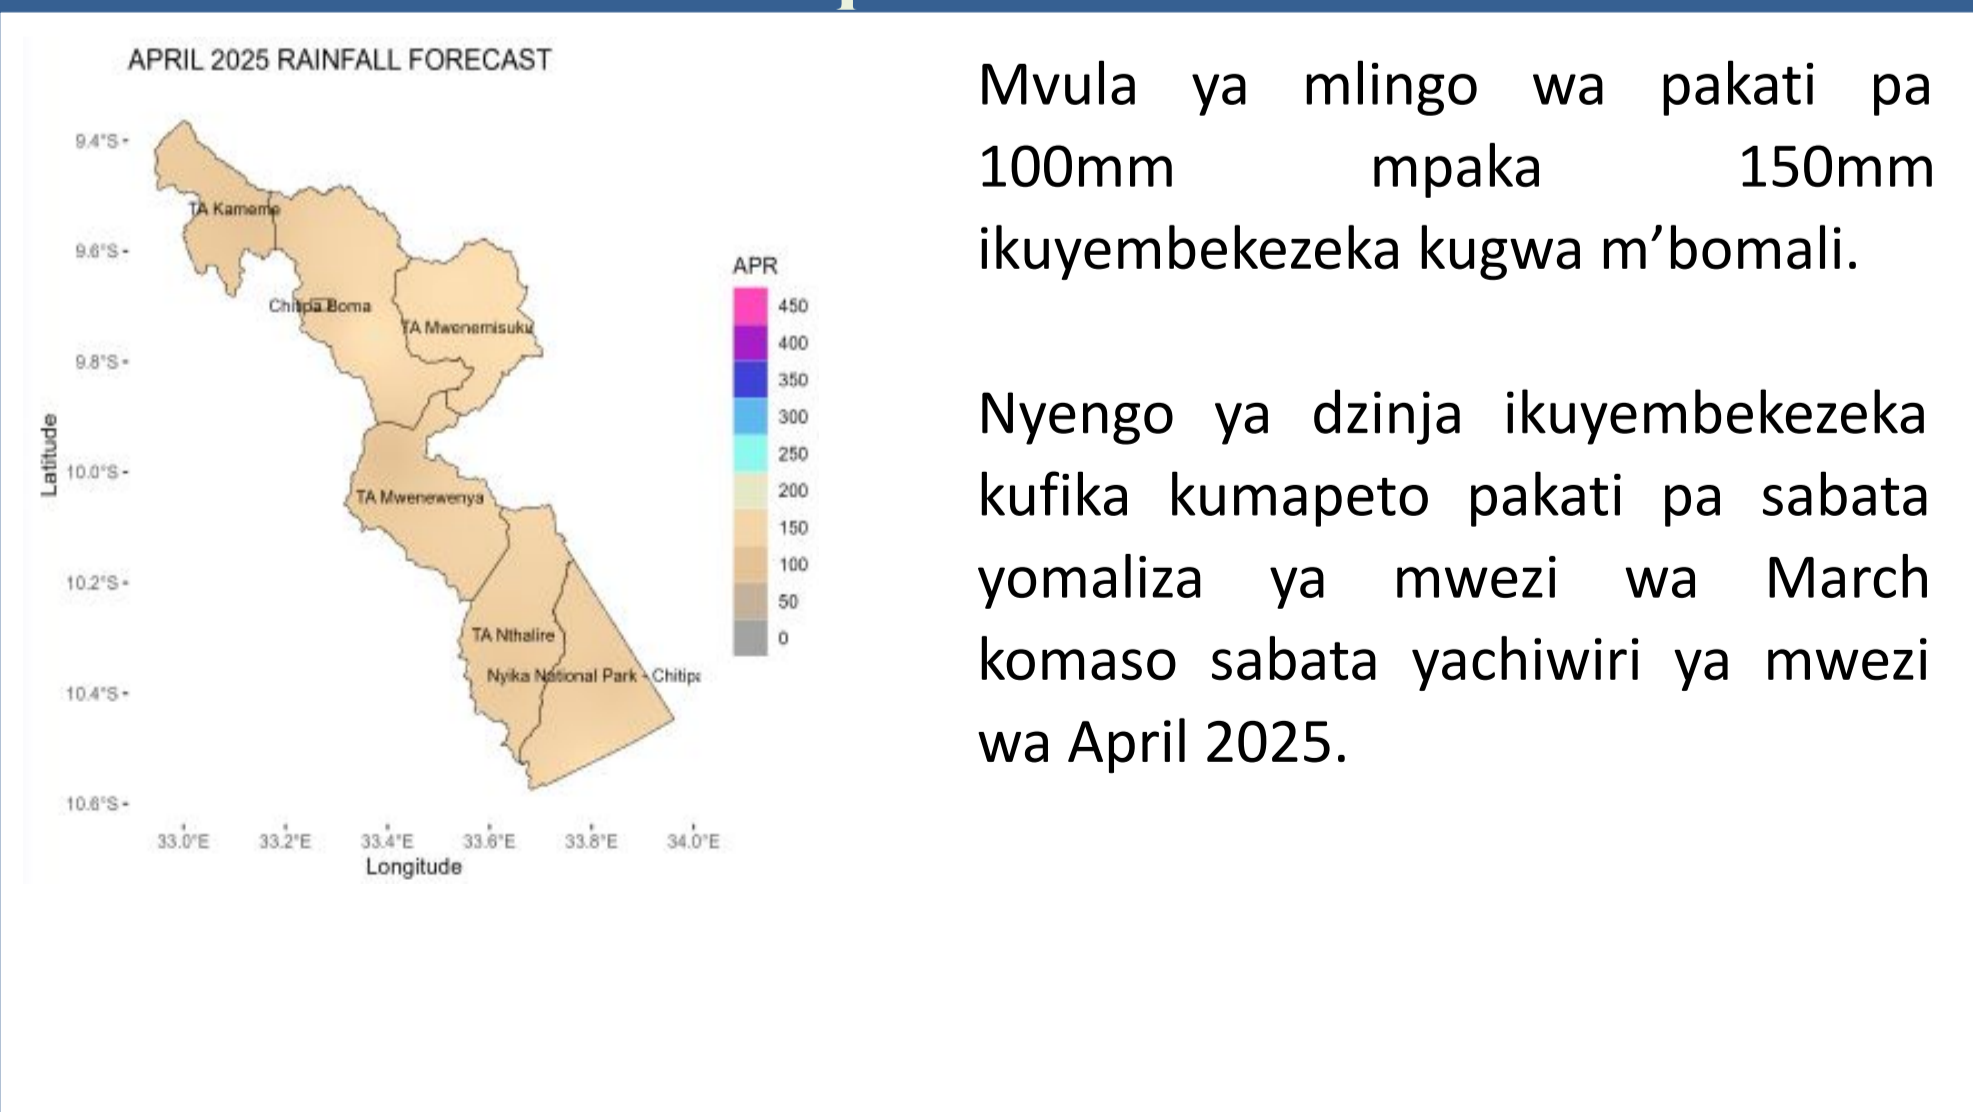 APRIL 2025 RAINFALL FORECAST
9.4°S
9.6°S
9.8°S
10.0°S
10.2°S
10.4°S
10.6°S
Latitude
TA Kameme
Chitipa Boma
TA Mwenemisuku
TA Mwenewenya
TA Nthalire
Nyika National Park - Chitipa
33.0°E 33.2°E 33.4°E 33.6°E 33.8°E 34.0°E
Longitude
APR
450
400
350
300
250
200
150
100
50
0
Mvula ya mlingo wa pakati pa
100mm mpaka 150mm
ikuyembekezeka kugwa m’bomali.
Nyengo ya dzinja ikuyembekezeka
kufika kumapeto pakati pa sabata
yomaliza ya mwezi wa March
komaso sabata yachiwiri ya mwezi
wa April 2025.